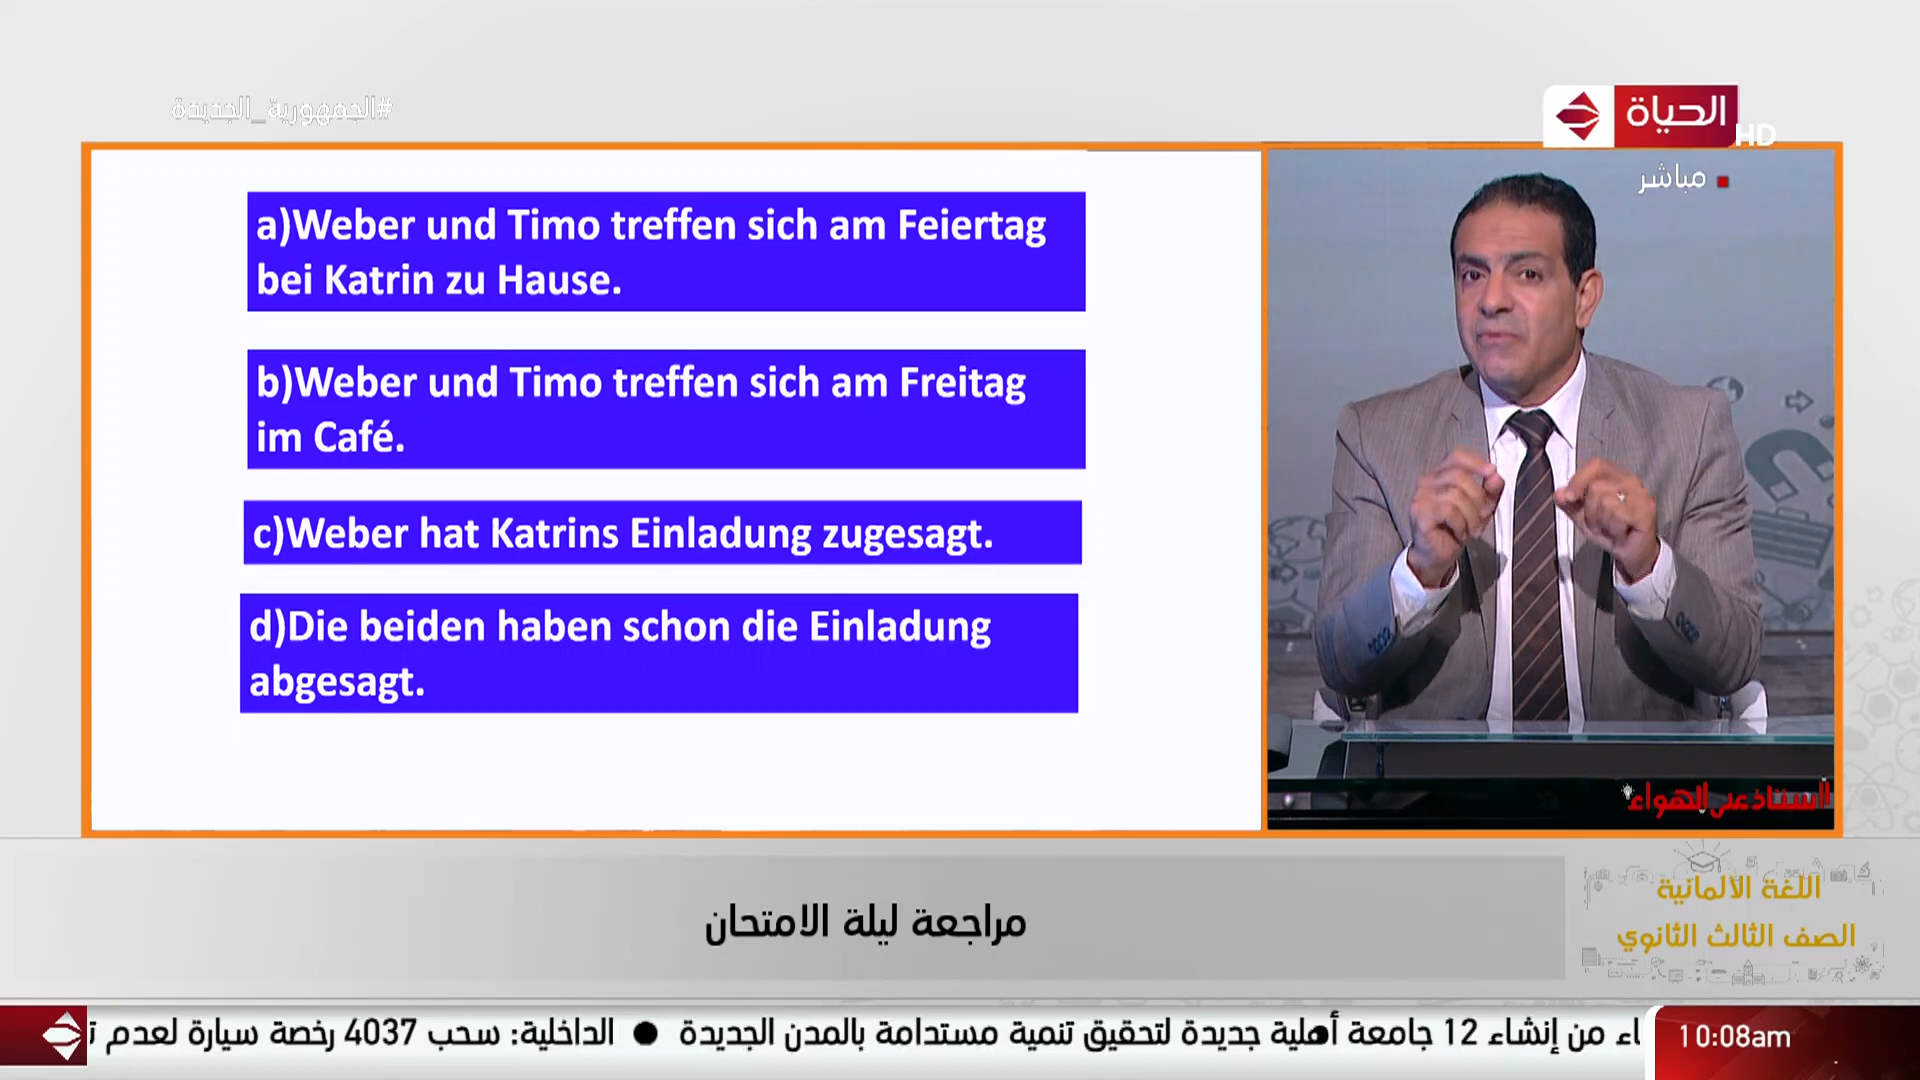 #الجمهورية_الجديدة
الحياة
HD
مباشر
a)Weber und Timo treffen sich am Feiertag
bei Katrin zu Hause.
b)Weber und Timo treffen sich am Freitag
im Café.
c)Weber hat Katrins Einladung zugesagt.
d)Die beiden haben schon die Einladung
abgesagt.
أستاذ على الهواء
اللغة الالمانية
الصف الثالث الثانوي
مراجعة ليلة الامتحان
اء من إنشاء 12 جامعة أهلية جديدة لتحقيق تنمية مستدامة بالمدن الجديدة ● الداخلية: سحب 4037 رخصة سيارة لعدم ت
10:08am